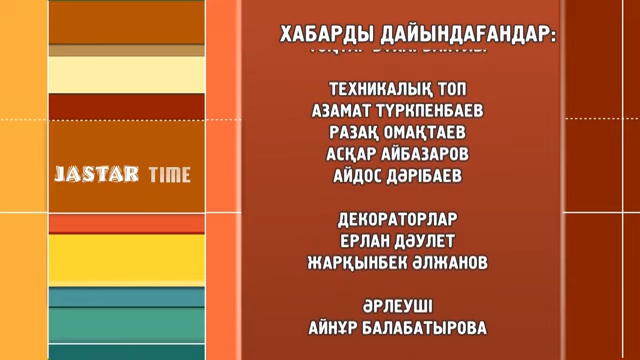 ХАБАРДЫ ДАЙЫНДАҒАНДАР:
ТЕХНИКАЛЫҚ ТОП
АЗАМАТ ТҮРКПЕНБАЕВ
РАЗАҚ ОМАҚТАЕВ
АСҚАР АЙБАЗАРОВ
АЙДОС ДӘРІБАЕВ
JASTAR TIME
ДЕКОРАТОРЛАР
ЕРЛАН ДӘУЛЕТ
ЖАРҚЫНБЕК ӘЛЖАНОВ
ӘРЛЕУШІ
АЙНҰР БАЛАБАТЫРОВА